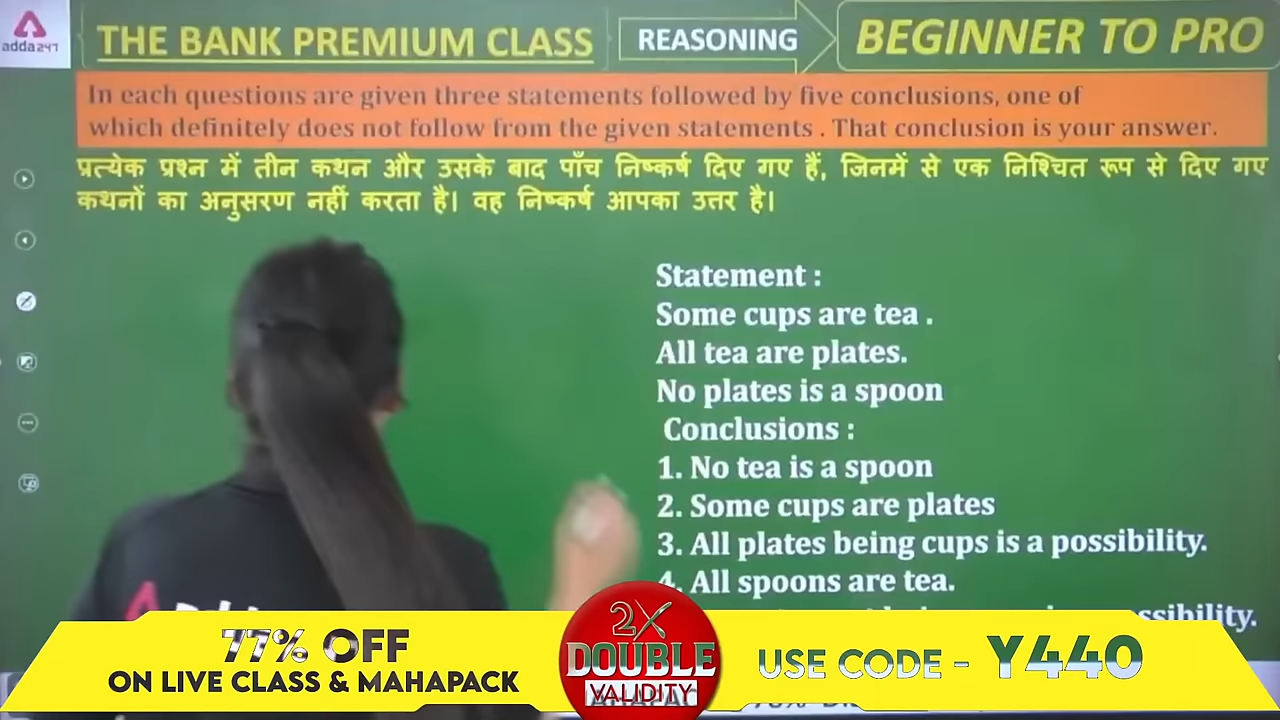 adda247
THE BANK PREMIUM CLASS
REASONING
BEGINNER TO PRO
In each questions are given three statements followed by five conclusions, one of
which definitely does not follow from the given statements . That conclusion is your answer.
प्रत्येक प्रश्न में तीन कथन और उसके बाद पाँच निष्कर्ष दिए गए हैं, जिनमें से एक निश्चित रूप से दिए गए
कथनों का अनुसरण नहीं करता है। वह निष्कर्ष आपका उत्तर है।
Statement :
Some cups are tea .
All tea are plates.
No plates is a spoon
Conclusions :
1. No tea is a spoon
2. Some cups are plates
3. All plates being cups is a possibility.
4. All spoons are tea.
77% OFF
ON LIVE CLASS & MAHAPACK
2X
DOUBLE
VALIDITY
USE CODE - Y440